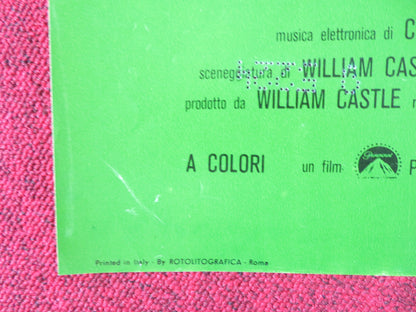 musica elettronica di C
sceneggiatura di WILLIAM CAS
prodotto da WILLIAM CASTLE
A COLORI un film Paramount P
Printed in Italy - By ROTOLITOGRAFICA - Roma